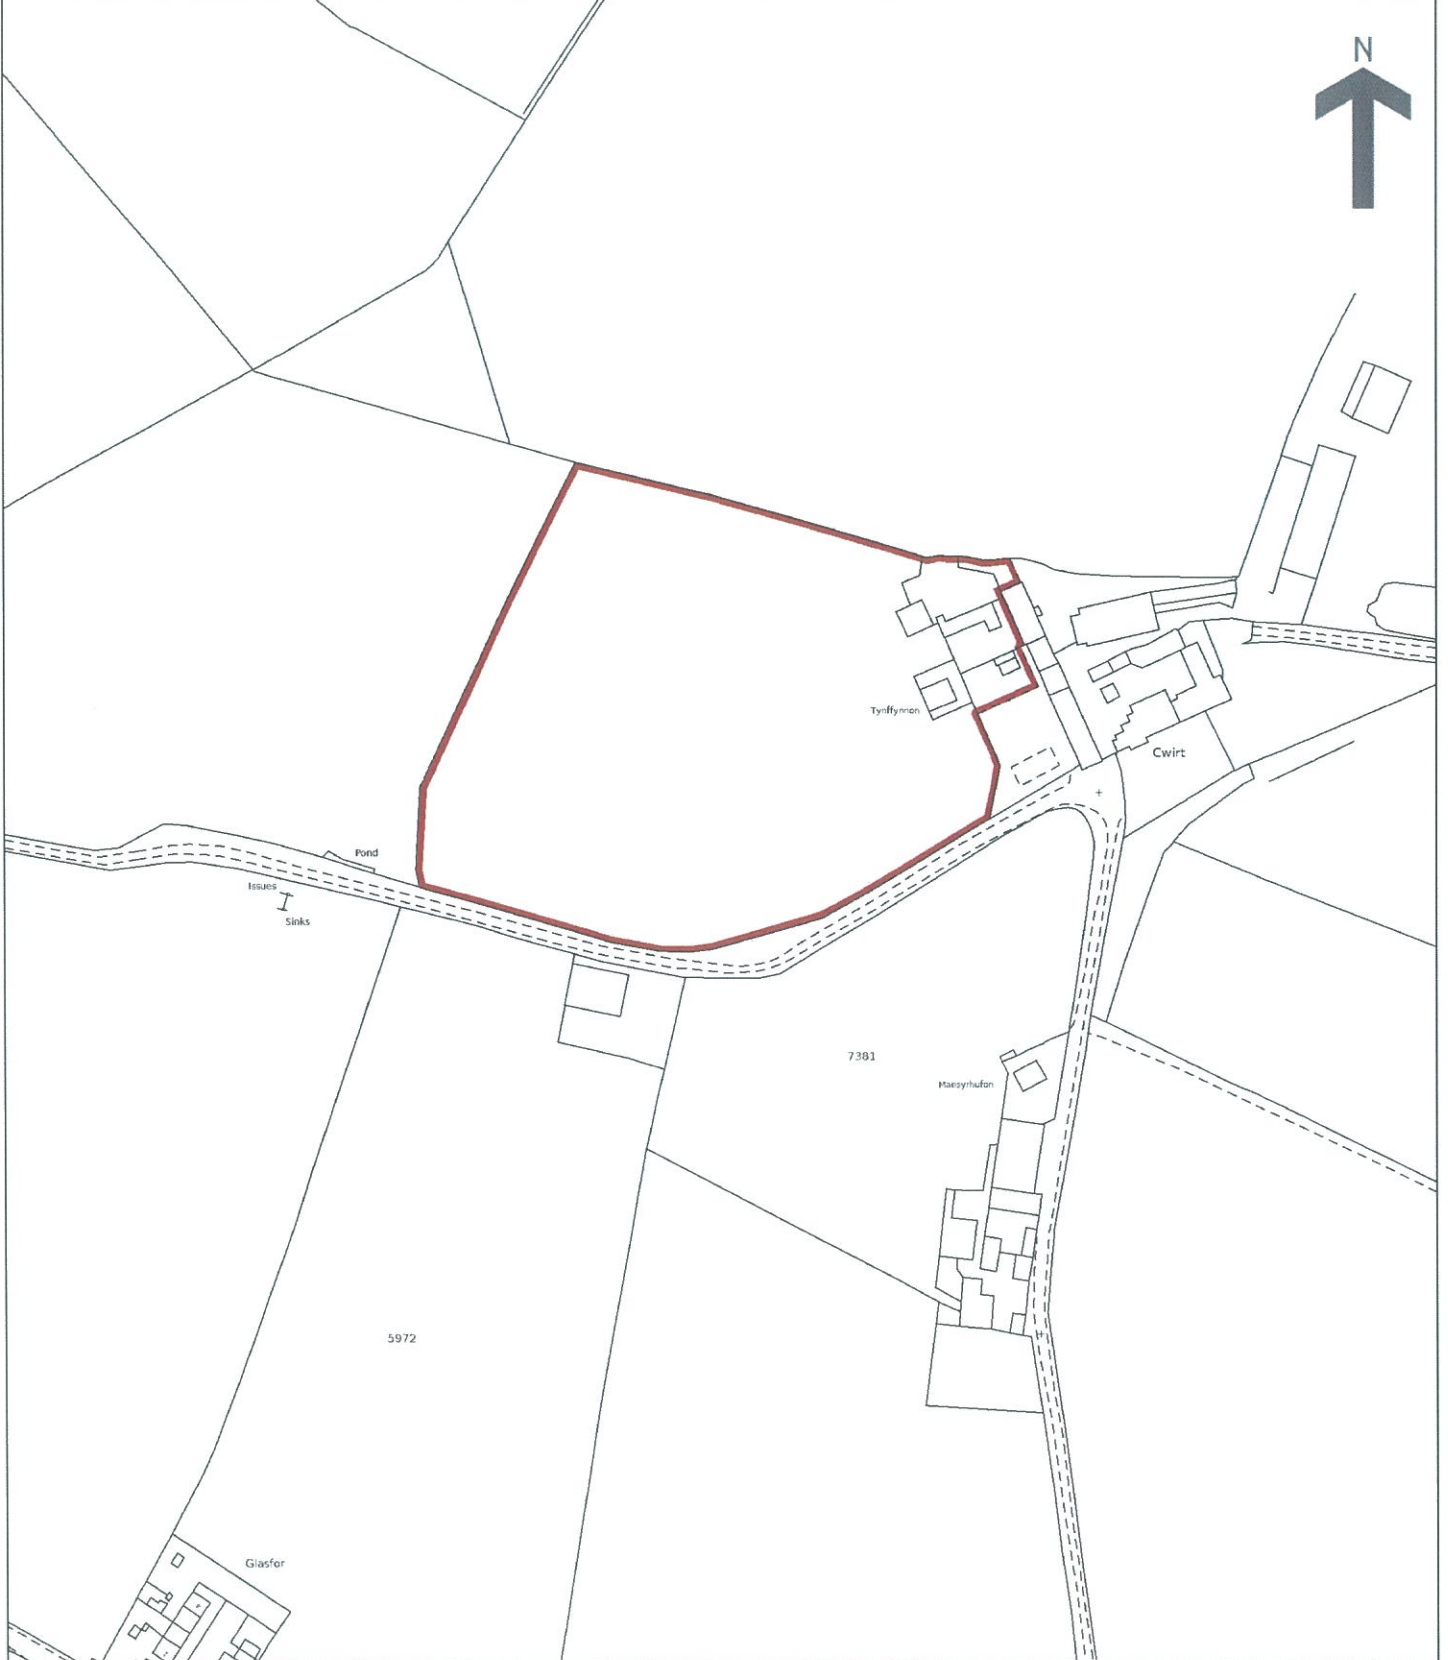 N
Tynffynnon
Cwirt
Pond
Issues
Sinks
7381
Maesyrhufon
5972
Glasfor